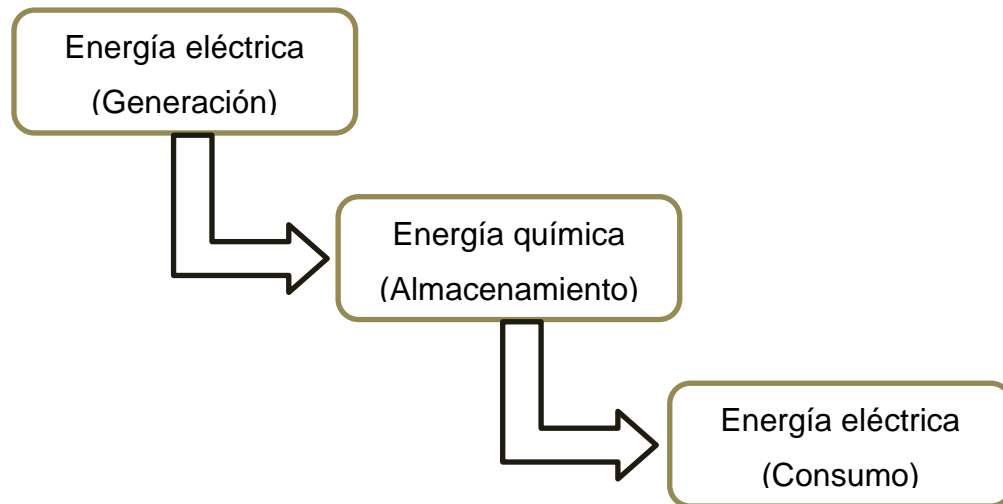 Energía eléctrica
(Generación)
Energía química
(Almacenamiento)
Energía eléctrica
(Consumo)